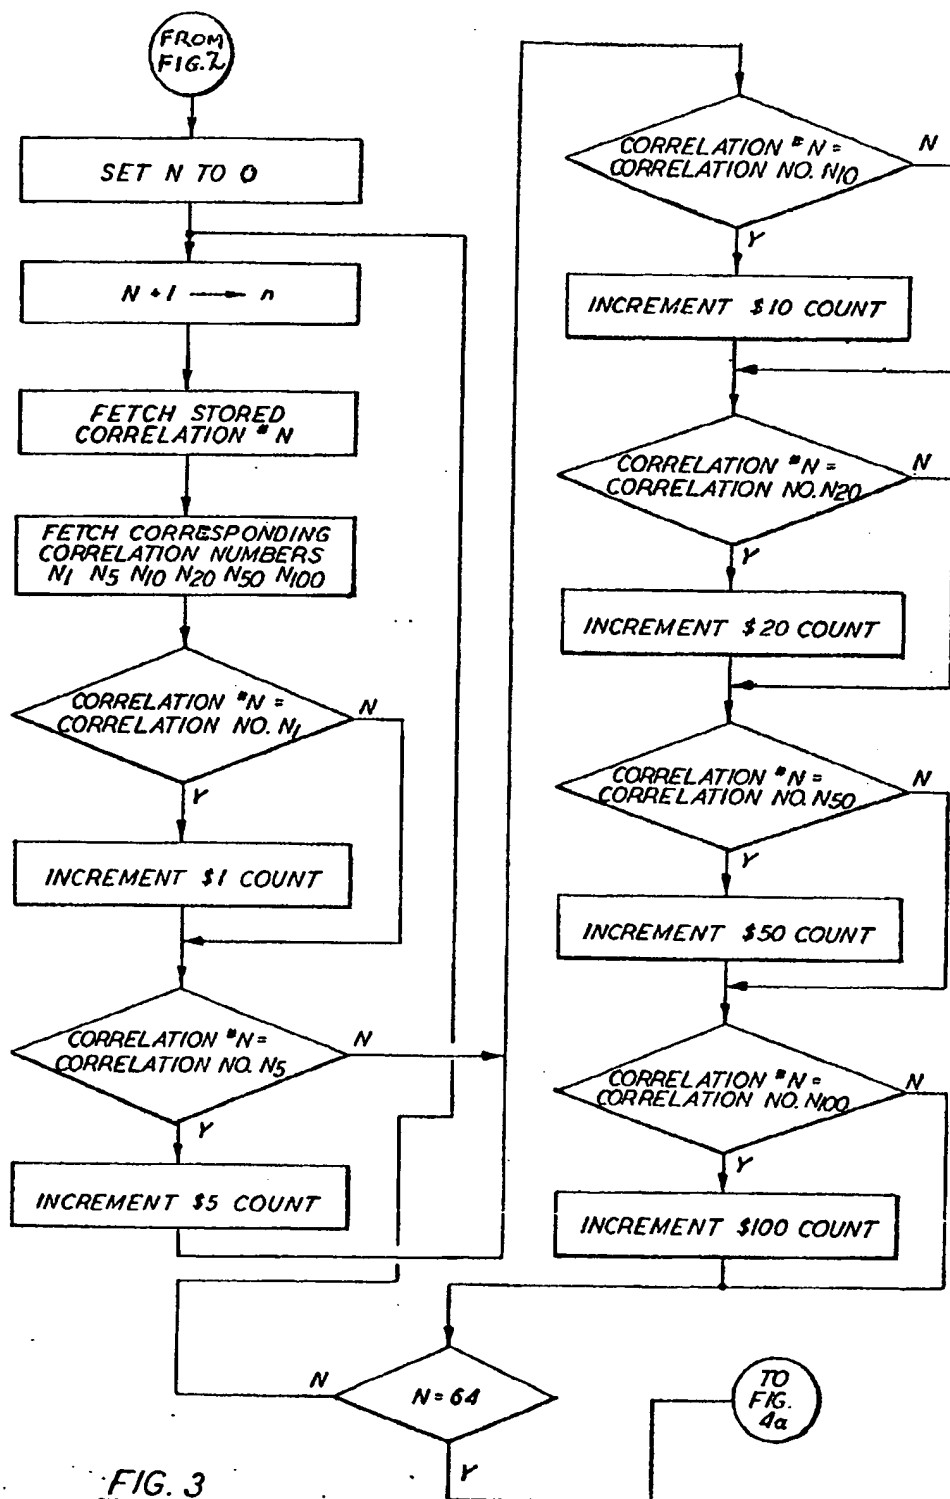 FROM
FIG. 2
SET N TO 0
N + 1 → n
FETCH STORED
CORRELATION # N
FETCH CORRESPONDING
CORRELATION NUMBERS
N1 N5 N10 N20 N50 N100
CORRELATION #N =
CORRELATION NO. N1
N
Y
INCREMENT $1 COUNT
CORRELATION #N =
CORRELATION NO. N5
N
Y
INCREMENT $5 COUNT
CORRELATION #N =
CORRELATION NO. N10
N
Y
INCREMENT $10 COUNT
CORRELATION #N =
CORRELATION NO. N20
N
Y
INCREMENT $20 COUNT
CORRELATION #N =
CORRELATION NO. N50
N
Y
INCREMENT $50 COUNT
CORRELATION #N =
CORRELATION NO. N100
N
Y
INCREMENT $100 COUNT
N = 64
N
Y
TO
FIG.
4a
FIG. 3